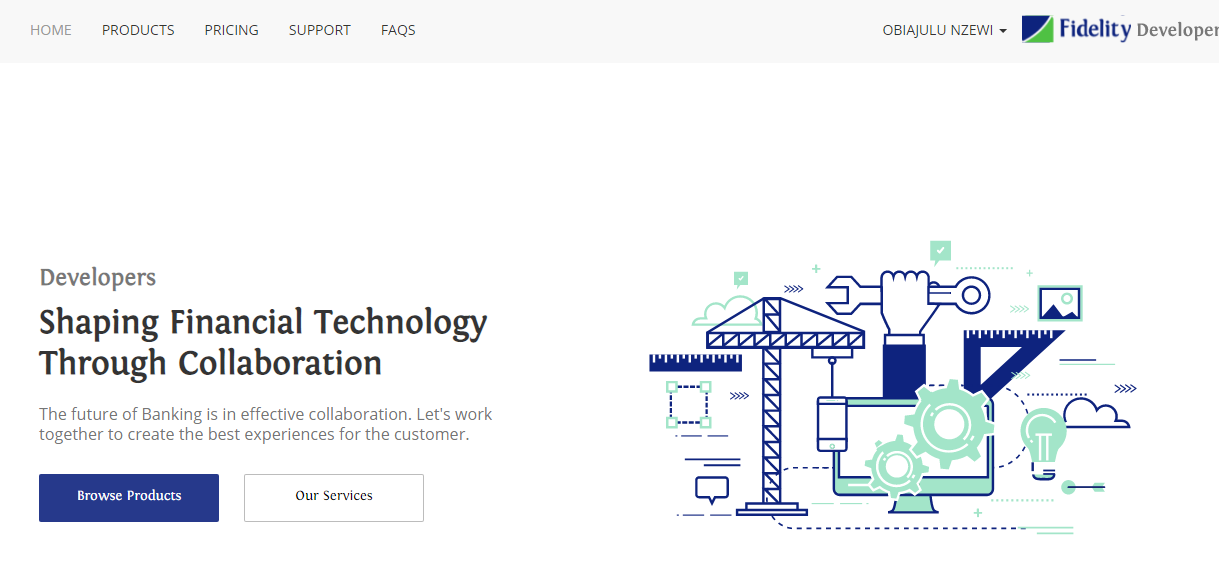 HOME PRODUCTS PRICING SUPPORT FAQS OBIAJULU NZEWI Fidelity Developer
Developers
Shaping Financial Technology
Through Collaboration
The future of Banking is in effective collaboration. Let's work
together to create the best experiences for the customer.
Browse Products Our Services